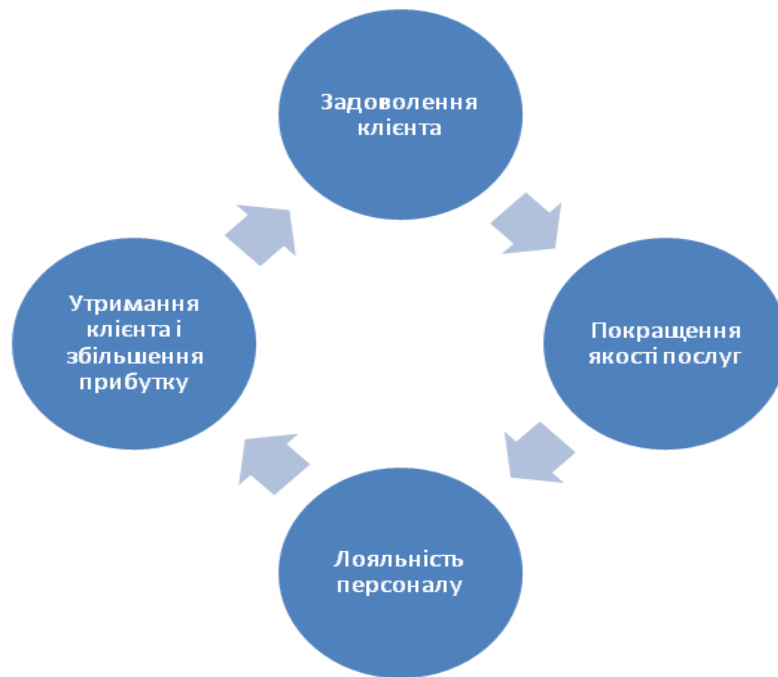 Задоволення
клієнта
Покращення
якості послуг
Лояльність
персоналу
Утримання
клієнта і
збільшення
прибутку